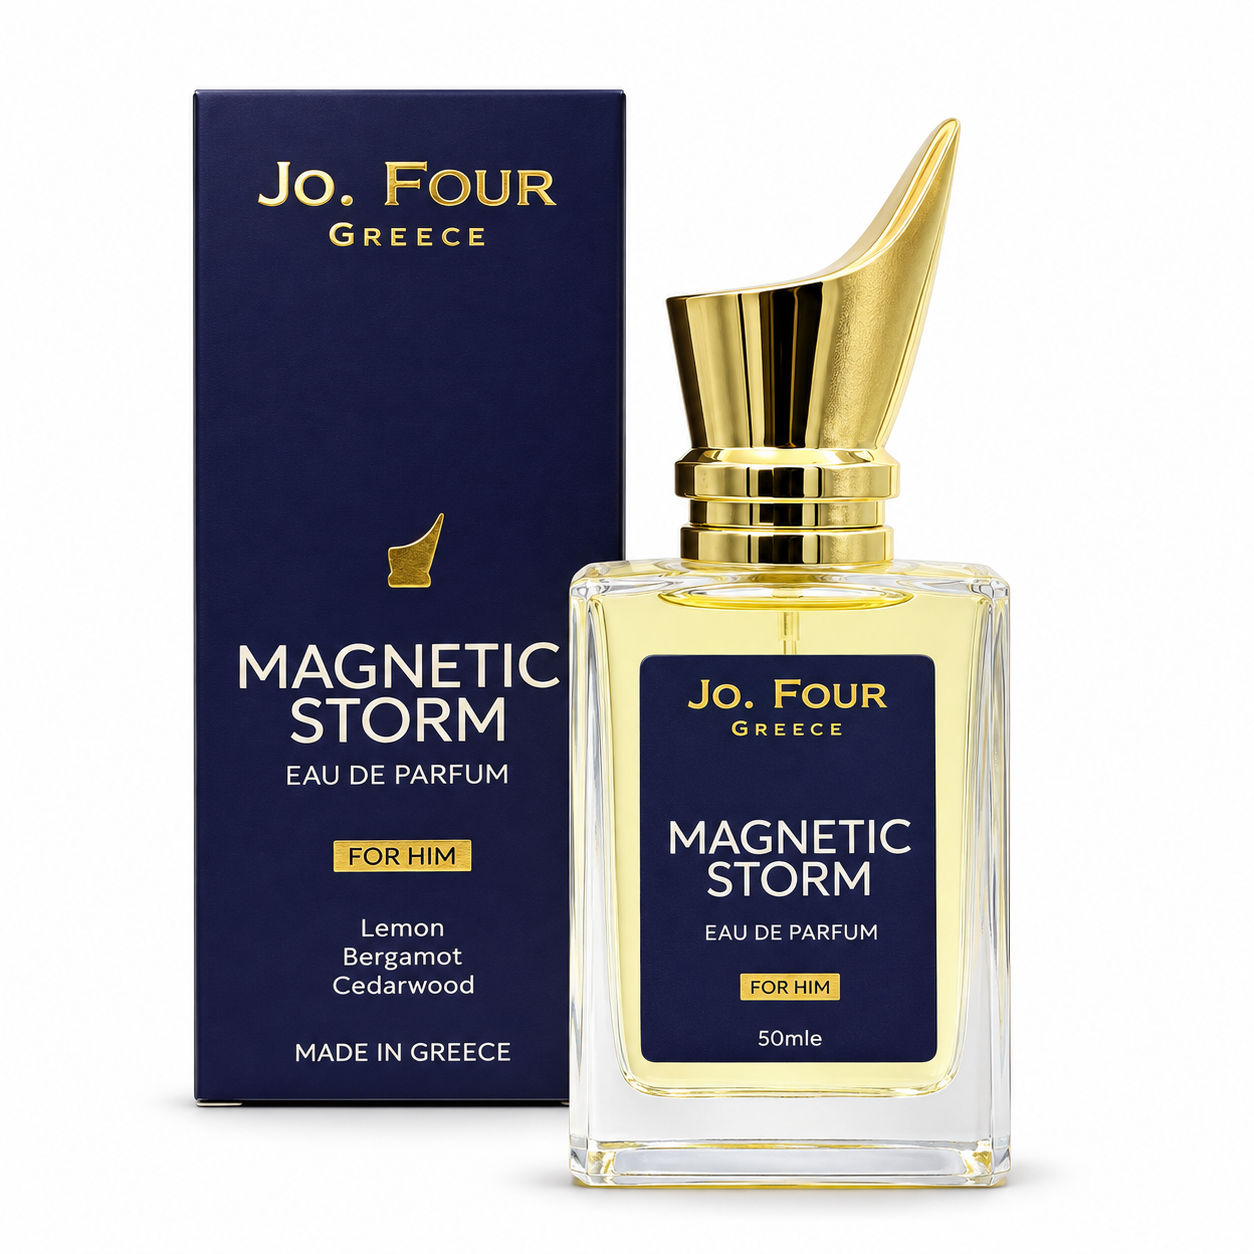 Jo. Four
Greece
MAGNETIC
STORM
EAU DE PARFUM
FOR HIM
Lemon
Bergamot
Cedarwood
MADE IN GREECE
Jo. Four
Greece
MAGNETIC
STORM
EAU DE PARFUM
FOR HIM
50mle